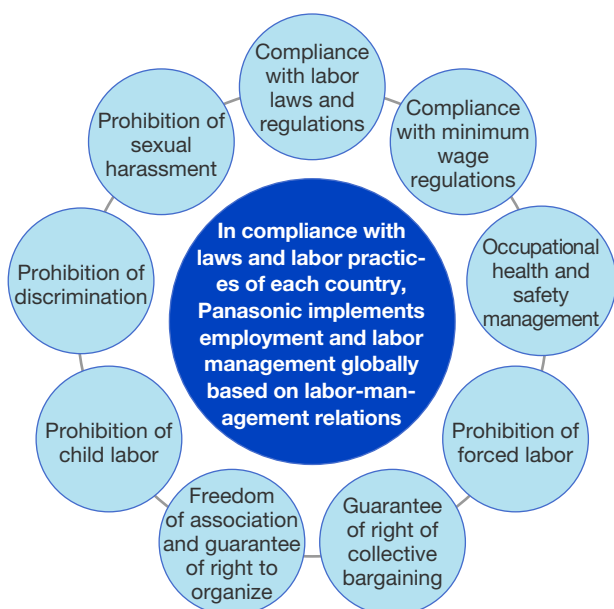 Compliance
with labor
laws and
regulations
Compliance
with minimum
wage
regulations
Occupational
health and
safety
management
Prohibition of
forced labor
Guarantee
of right of
collective
bargaining
Freedom
of association
and guarantee
of right to
organize
Prohibition of
child labor
Prohibition of
discrimination
Prohibition of
sexual
harassment
In compliance with
laws and labor practic-
es of each country,
Panasonic implements
employment and labor
management globally
based on labor-man-
agement relations